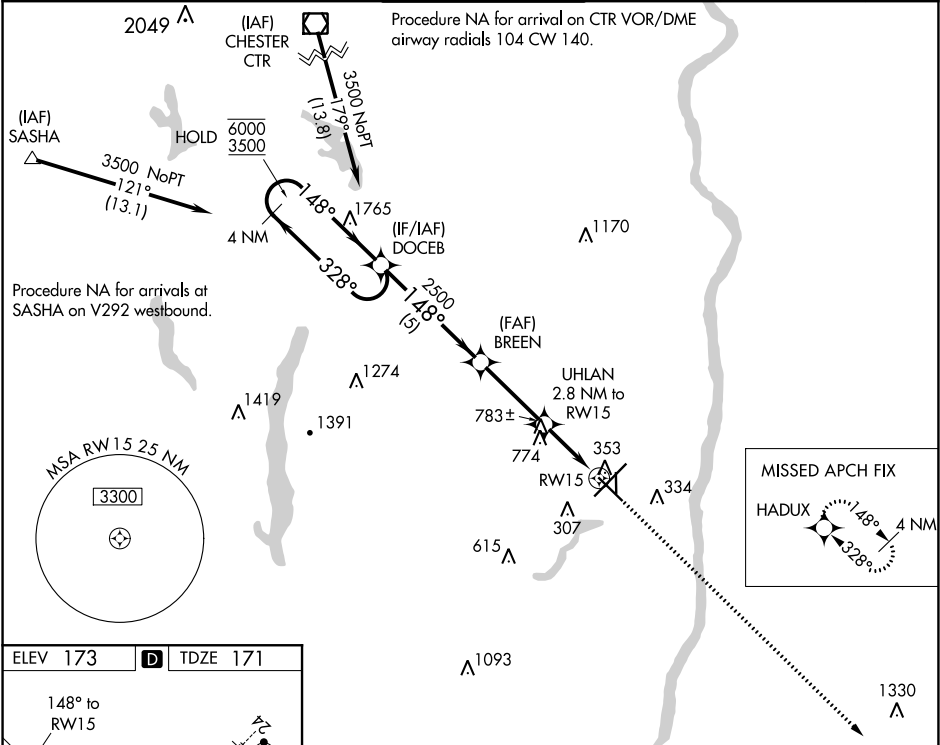 2049
(IAF)
CHESTER
CTR
Procedure NA for arrival on CTR VOR/DME
airway radials 104 CW 140.
3500 NoPT
179°
(13.8)
(IAF)
SASHA
3500 NoPT
121°
(13.1)
HOLD
6000
3500
4 NM
148°
328°
1765
(IF/IAF)
DOCEB
1170
Procedure NA for arrivals at
SASHA on V292 westbound.
2500
148°
(5)
(FAF)
BREEN
1274
1419
1391
UHLAN
2.8 NM to
RW15
783±
774
353
RW15
334
307
615
MSA RW15 25 NM
3300
MISSED APCH FIX
HADUX
148°
4 NM
328°
1093
1330
ELEV 173
D
TDZE 171
148° to
RW15
24